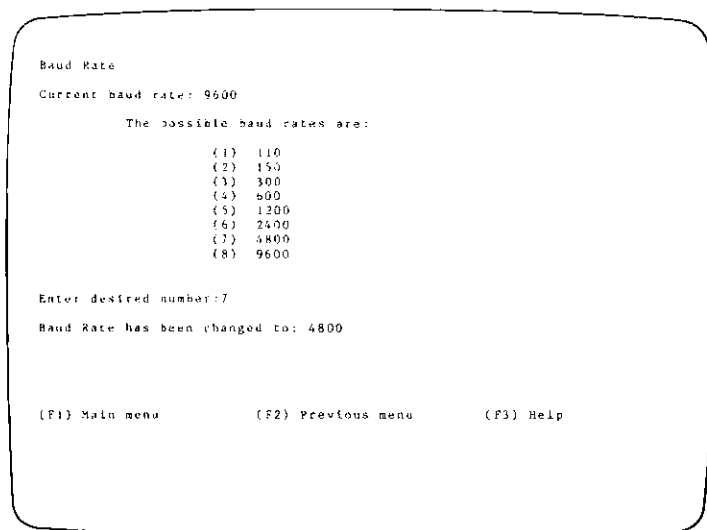 Baud Rate
Current baud rate: 9600
The possible baud rates are:
(1) 110
(2) 150
(3) 300
(4) 600
(5) 1200
(6) 2400
(7) 4800
(8) 9600
Enter desired number:7
Baud Rate has been changed to: 4800
(F1) Main menu (F2) Previous menu (F3) Help